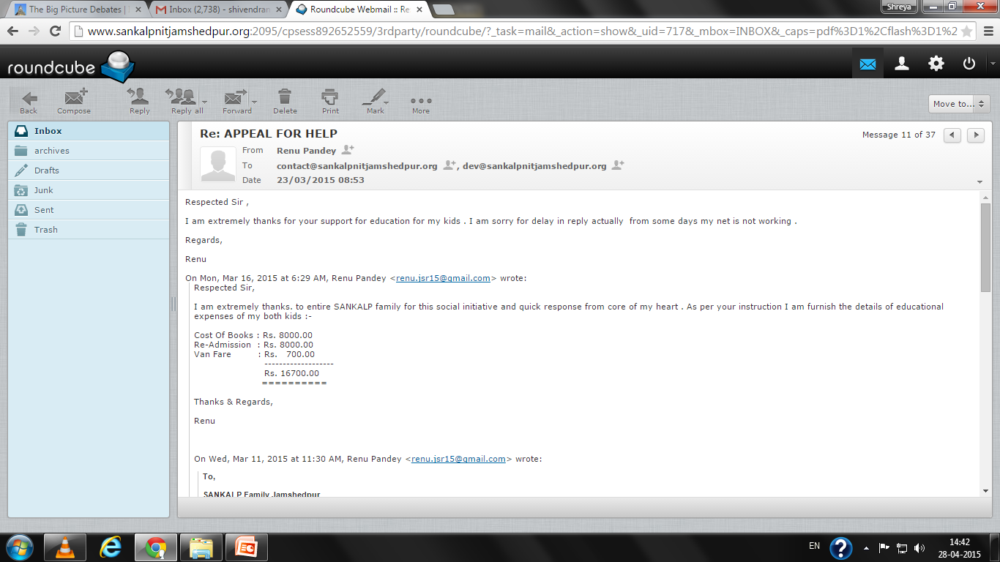 The Big Picture Debates |
Inbox (2,738) - shivendran
Roundcube Webmail :: Re
Shreya
www.sankalpnitjamshedpur.org:2095/cpsess892652559/3rdparty/roundcube/?_task=mail&_action=show&_uid=717&_mbox=INBOX&_caps=pdf%3D1%2Cflash%3D1%2
roundcube
Back
Compose
Reply
Reply all
Forward
Delete
Print
Mark
More
Move to...
Inbox
archives
Drafts
Junk
Sent
Trash
Re: APPEAL FOR HELP
Message 11 of 37
From Renu Pandey
To contact@sankalpnitjamshedpur.org , dev@sankalpnitjamshedpur.org
Date 23/03/2015 08:53
Respected Sir ,
I am extremely thanks for your support for education for my kids . I am sorry for delay in reply actually  from some days my net is not working .
Regards,
Renu
On Mon, Mar 16, 2015 at 6:29 AM, Renu Pandey <renu.jsr15@gmail.com> wrote:
Respected Sir,
I am extremely thanks. to entire SANKALP family for this social initiative and quick response from core of my heart . As per your instruction I am furnish the details of educational
expenses of my both kids :-
Cost Of Books : Rs. 8000.00
Re-Admission  : Rs. 8000.00
Van Fare         : Rs.   700.00
-------------------
Rs. 16700.00
==========
Thanks & Regards,
Renu
On Wed, Mar 11, 2015 at 11:30 AM, Renu Pandey <renu.jsr15@gmail.com> wrote:
To,
SANKALP Family Jamshedpur
EN
14:42
28-04-2015